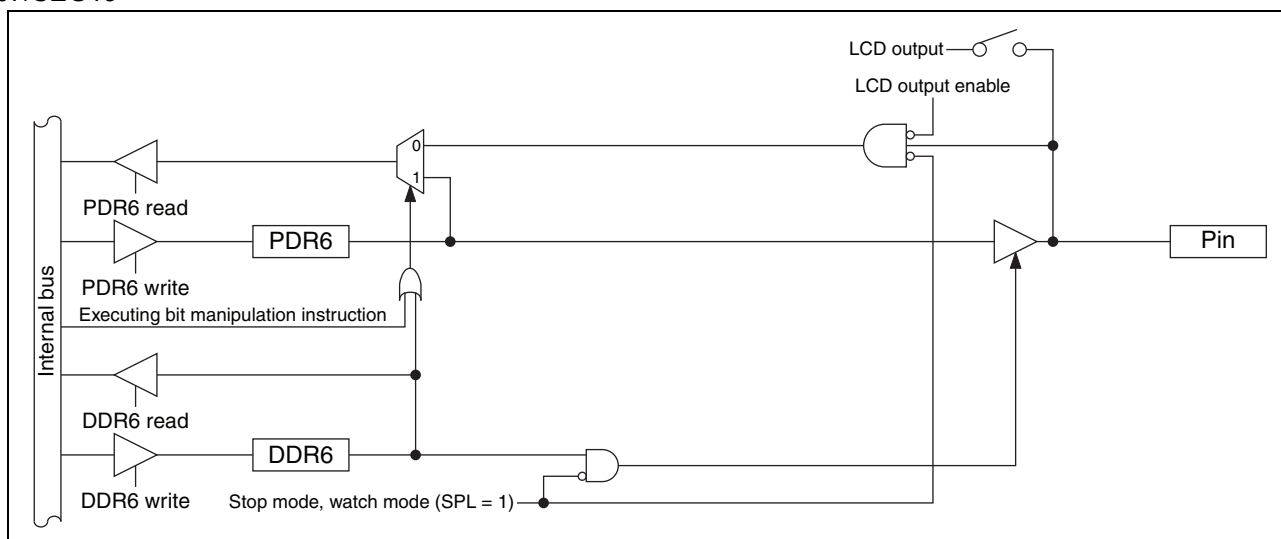 LCD output
LCD output enable
0
1
PDR6 read
PDR6
Pin
PDR6 write
Executing bit manipulation instruction
Internal bus
DDR6 read
DDR6
DDR6 write
Stop mode, watch mode (SPL = 1)